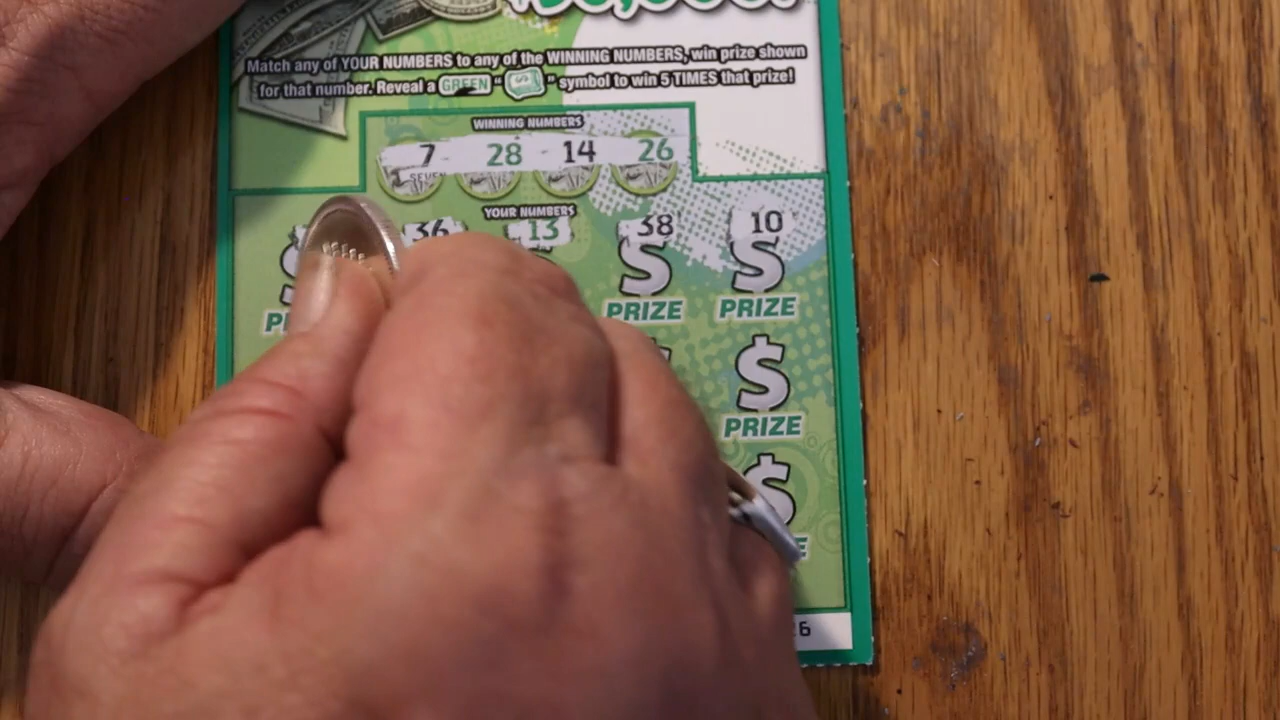 Match any of YOUR NUMBERS to any of the WINNING NUMBERS, win prize shown
for that number. Reveal a GREEN " " symbol to win 5 TIMES that prize!
WINNING NUMBERS
7 28 14 26
SEVEN
YOUR NUMBERS
36 13 38 10
$ $
PRIZE PRIZE
$
PRIZE
$